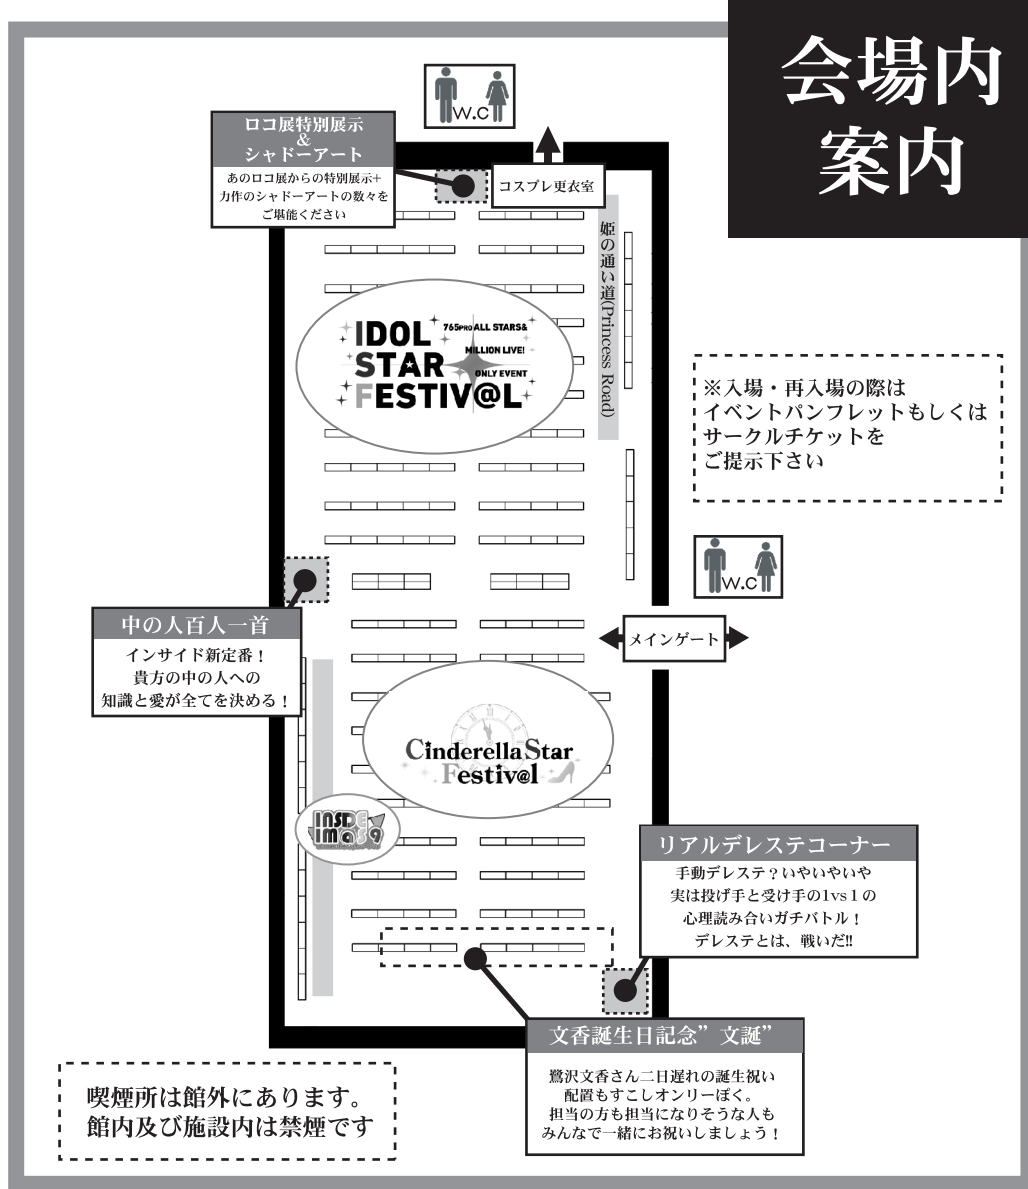 会場内
案内
W.C
ロコ展特別展示
&
シャドーアート
あのロコ展からの特別展示+
力作のシャドーアートの数々を
ご堪能ください
コスプレ更衣室
姫の通い道(Princess Road)
IDOL
STAR
FESTIV@L
765PRO ALL STARS&
MILLION LIVE!
ONLY EVENT
※入場・再入場の際は
イベントパンフレットもしくは
サークルチケットを
ご提示下さい
W.C
メインゲート
中の人百人一首
インサイド新定番！
貴方の中の人への
知識と愛が全てを決める！
Cinderella Star
Festiv@l
INSIDE
IM@S9
リアルデレステコーナー
手動デレステ？いやいやいや
実は投げ手と受け手の1vs１の
心理読み合いガチバトル！
デレステとは、戦いだ!!
文香誕生日記念”文誕”
鷺沢文香さん二日遅れの誕生祝い
配置もすこしオンリーぽく。
担当の方も担当になりそうな人も
みんなで一緒にお祝いしましょう！
喫煙所は館外にあります。
館内及び施設内は禁煙です